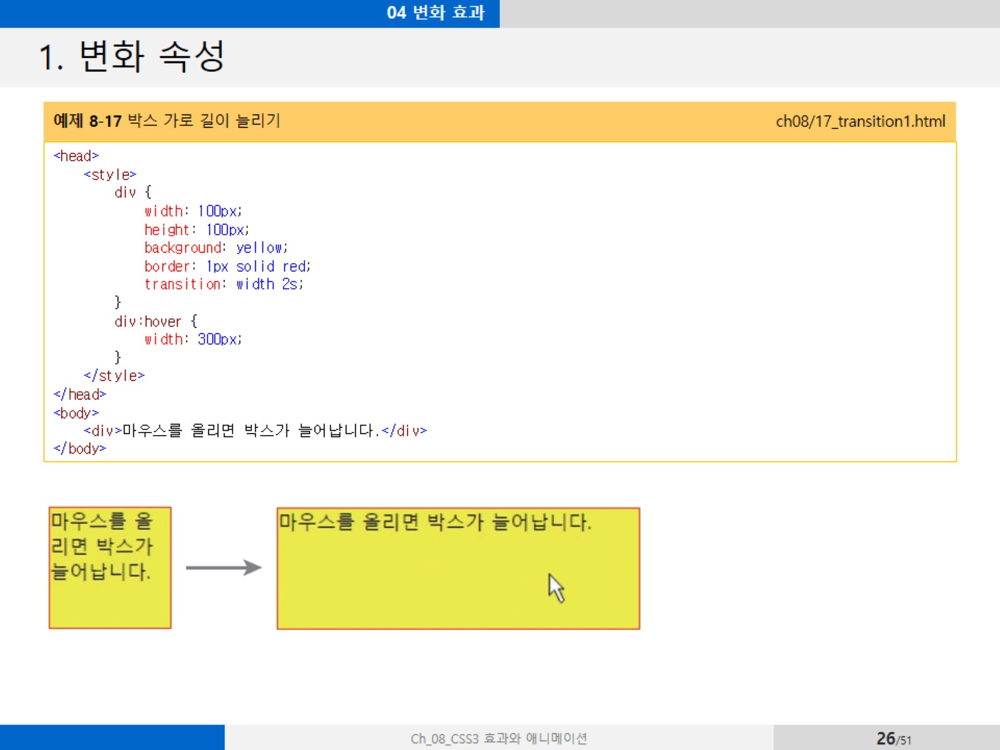 04 변화 효과
1. 변화 속성
예제 8-17 박스 가로 길이 늘리기 ch08/17_transition1.html
<head>
    <style>
        div {
            width: 100px;
            height: 100px;
            background: yellow;
            border: 1px solid red;
            transition: width 2s;
        }
        div:hover {
            width: 300px;
        }
    </style>
</head>
<body>
    <div>마우스를 올리면 박스가 늘어납니다.</div>
</body>
마우스를 올
리면 박스가
늘어납니다.
마우스를 올리면 박스가 늘어납니다.
Ch_08_CSS3 효과와 애니메이션
26/51